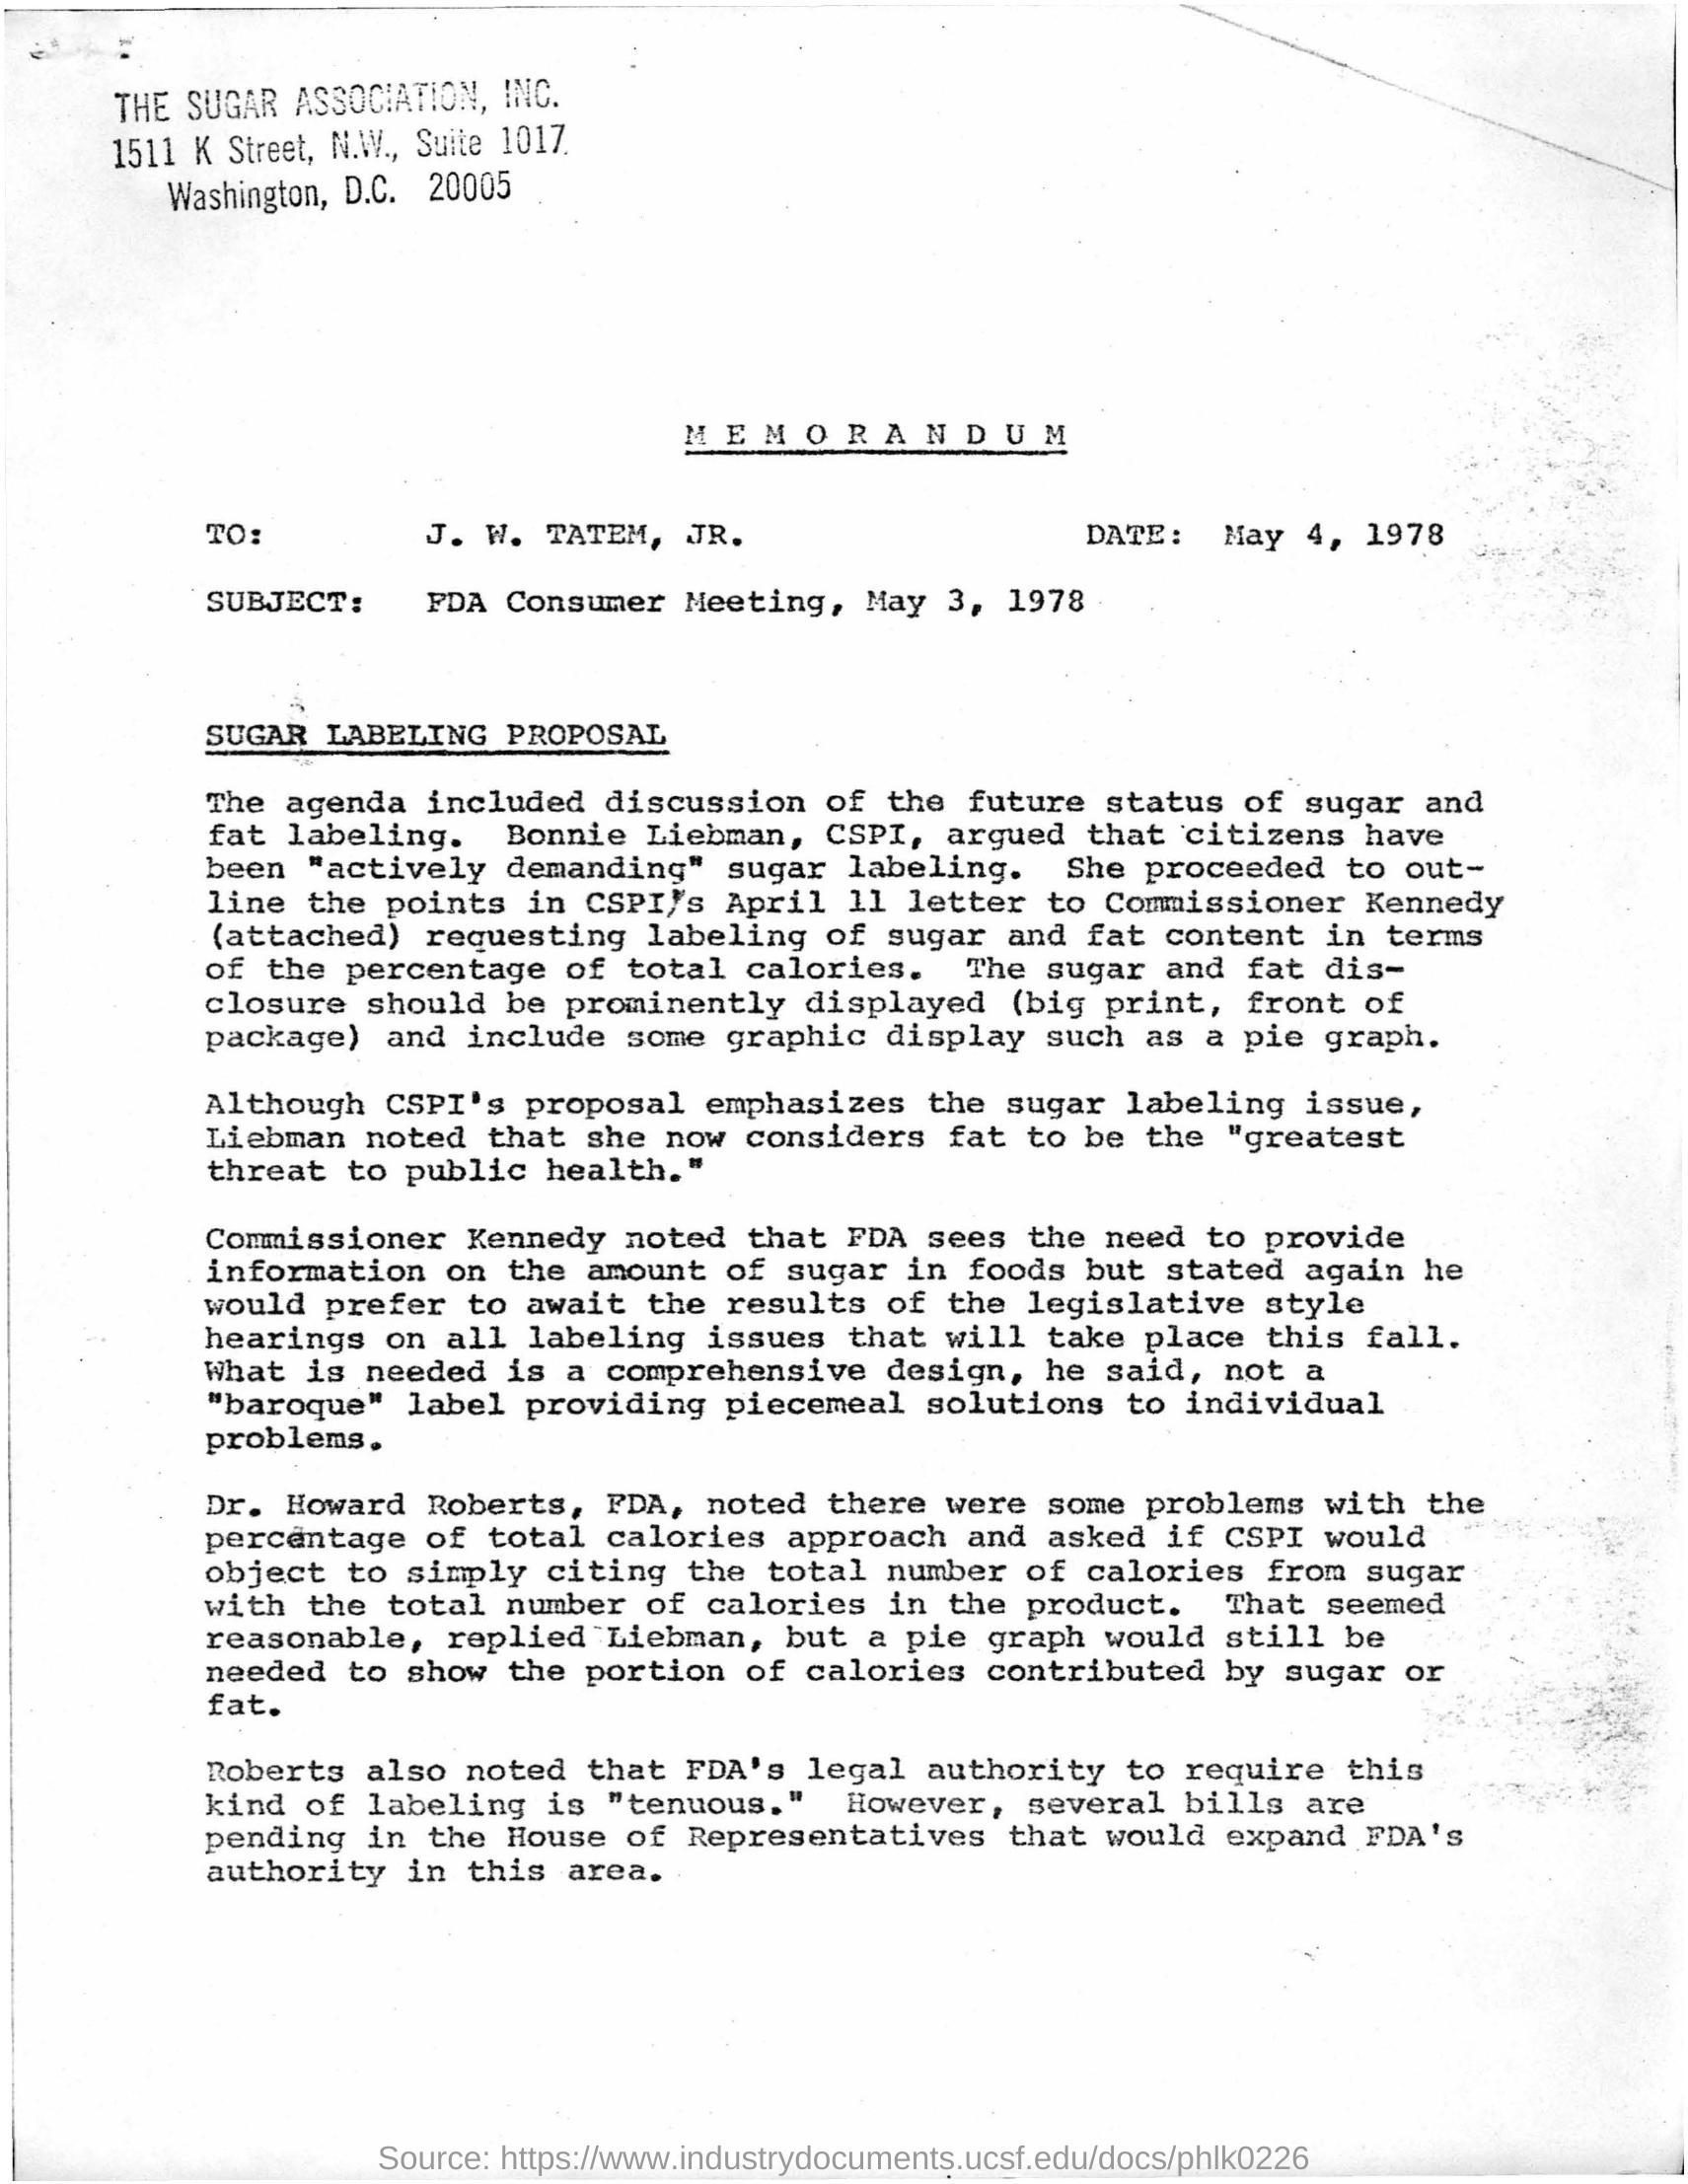 THE SUGAR ASSOCIATION, INC.
1511 K Street, N.W., Suite 1017
Washington, D.C. 20005
MEMORANDUM
TO: J. W. TATEM, JR. DATE: May 4, 1978
SUBJECT: FDA Consumer Meeting, May 3, 1978
SUGAR LABELING PROPOSAL
The agenda included discussion of the future status of sugar and
fat labeling. Bonnie Liebman, CSPI, argued that citizens have
been "actively demanding" sugar labeling. She proceeded to out-
line the points in CSPI's April 11 letter to Commissioner Kennedy
(attached) requesting labeling of sugar and fat content in terms
of the percentage of total calories. The sugar and fat dis-
closure should be prominently displayed (big print, front of
package) and include some graphic display such as a pie graph.
Although CSPI's proposal emphasizes the sugar labeling issue,
Liebman noted that she now considers fat to be the "greatest
threat to public health."
Commissioner Kennedy noted that FDA sees the need to provide
information on the amount of sugar in foods but stated again he
would prefer to await the results of the legislative style
hearings on all labeling issues that will take place this fall.
What is needed is a comprehensive design, he said, not a
"baroque" label providing piecemeal solutions to individual
problems.
Dr. Howard Roberts, FDA, noted there were some problems with the
percentage of total calories approach and asked if CSPI would
object to simply citing the total number of calories from sugar
with the total number of calories in the product. That seemed
reasonable, replied Liebman, but a pie graph would still be
needed to show the portion of calories contributed by sugar or
fat.
Roberts also noted that FDA's legal authority to require this
kind of labeling is "tenuous." However, several bills are
pending in the House of Representatives that would expand FDA's
authority in this area.
Source: https://www.industrydocuments.ucsf.edu/docs/phlk0226